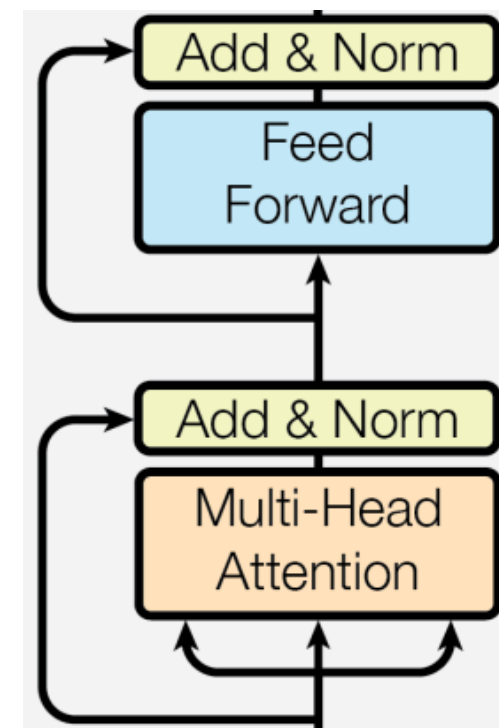 Add & Norm
Feed
Forward
Add & Norm
Multi-Head
Attention